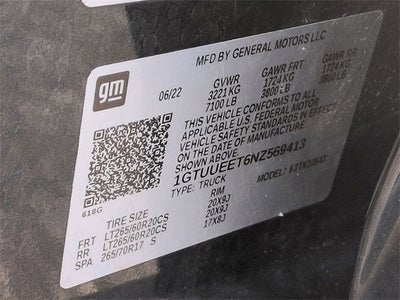 gm
MFD BY GENERAL MOTORS LLC
06/22
GVWR GAWR FRT GAWR RR
3221 KG 1724 KG 1724 KG
7100 LB 3800 LB 3800 LB
THIS VEHICLE CONFORMS TO ALL
APPLICABLE U.S. FEDERAL MOTOR
VEHICLE SAFETY STANDARDS IN
EFFECT ON THE DATE OF MANUFACTURE
SHOWN ABOVE.
1GTUUEET6NZ569413
TYPE: TRUCK MODEL:
618G
TIRE SIZE RIM
FRT LT265/60R20CS 20X9J
RR LT265/60R20CS 20X9J
SPA 265/70R17 S 17X8J